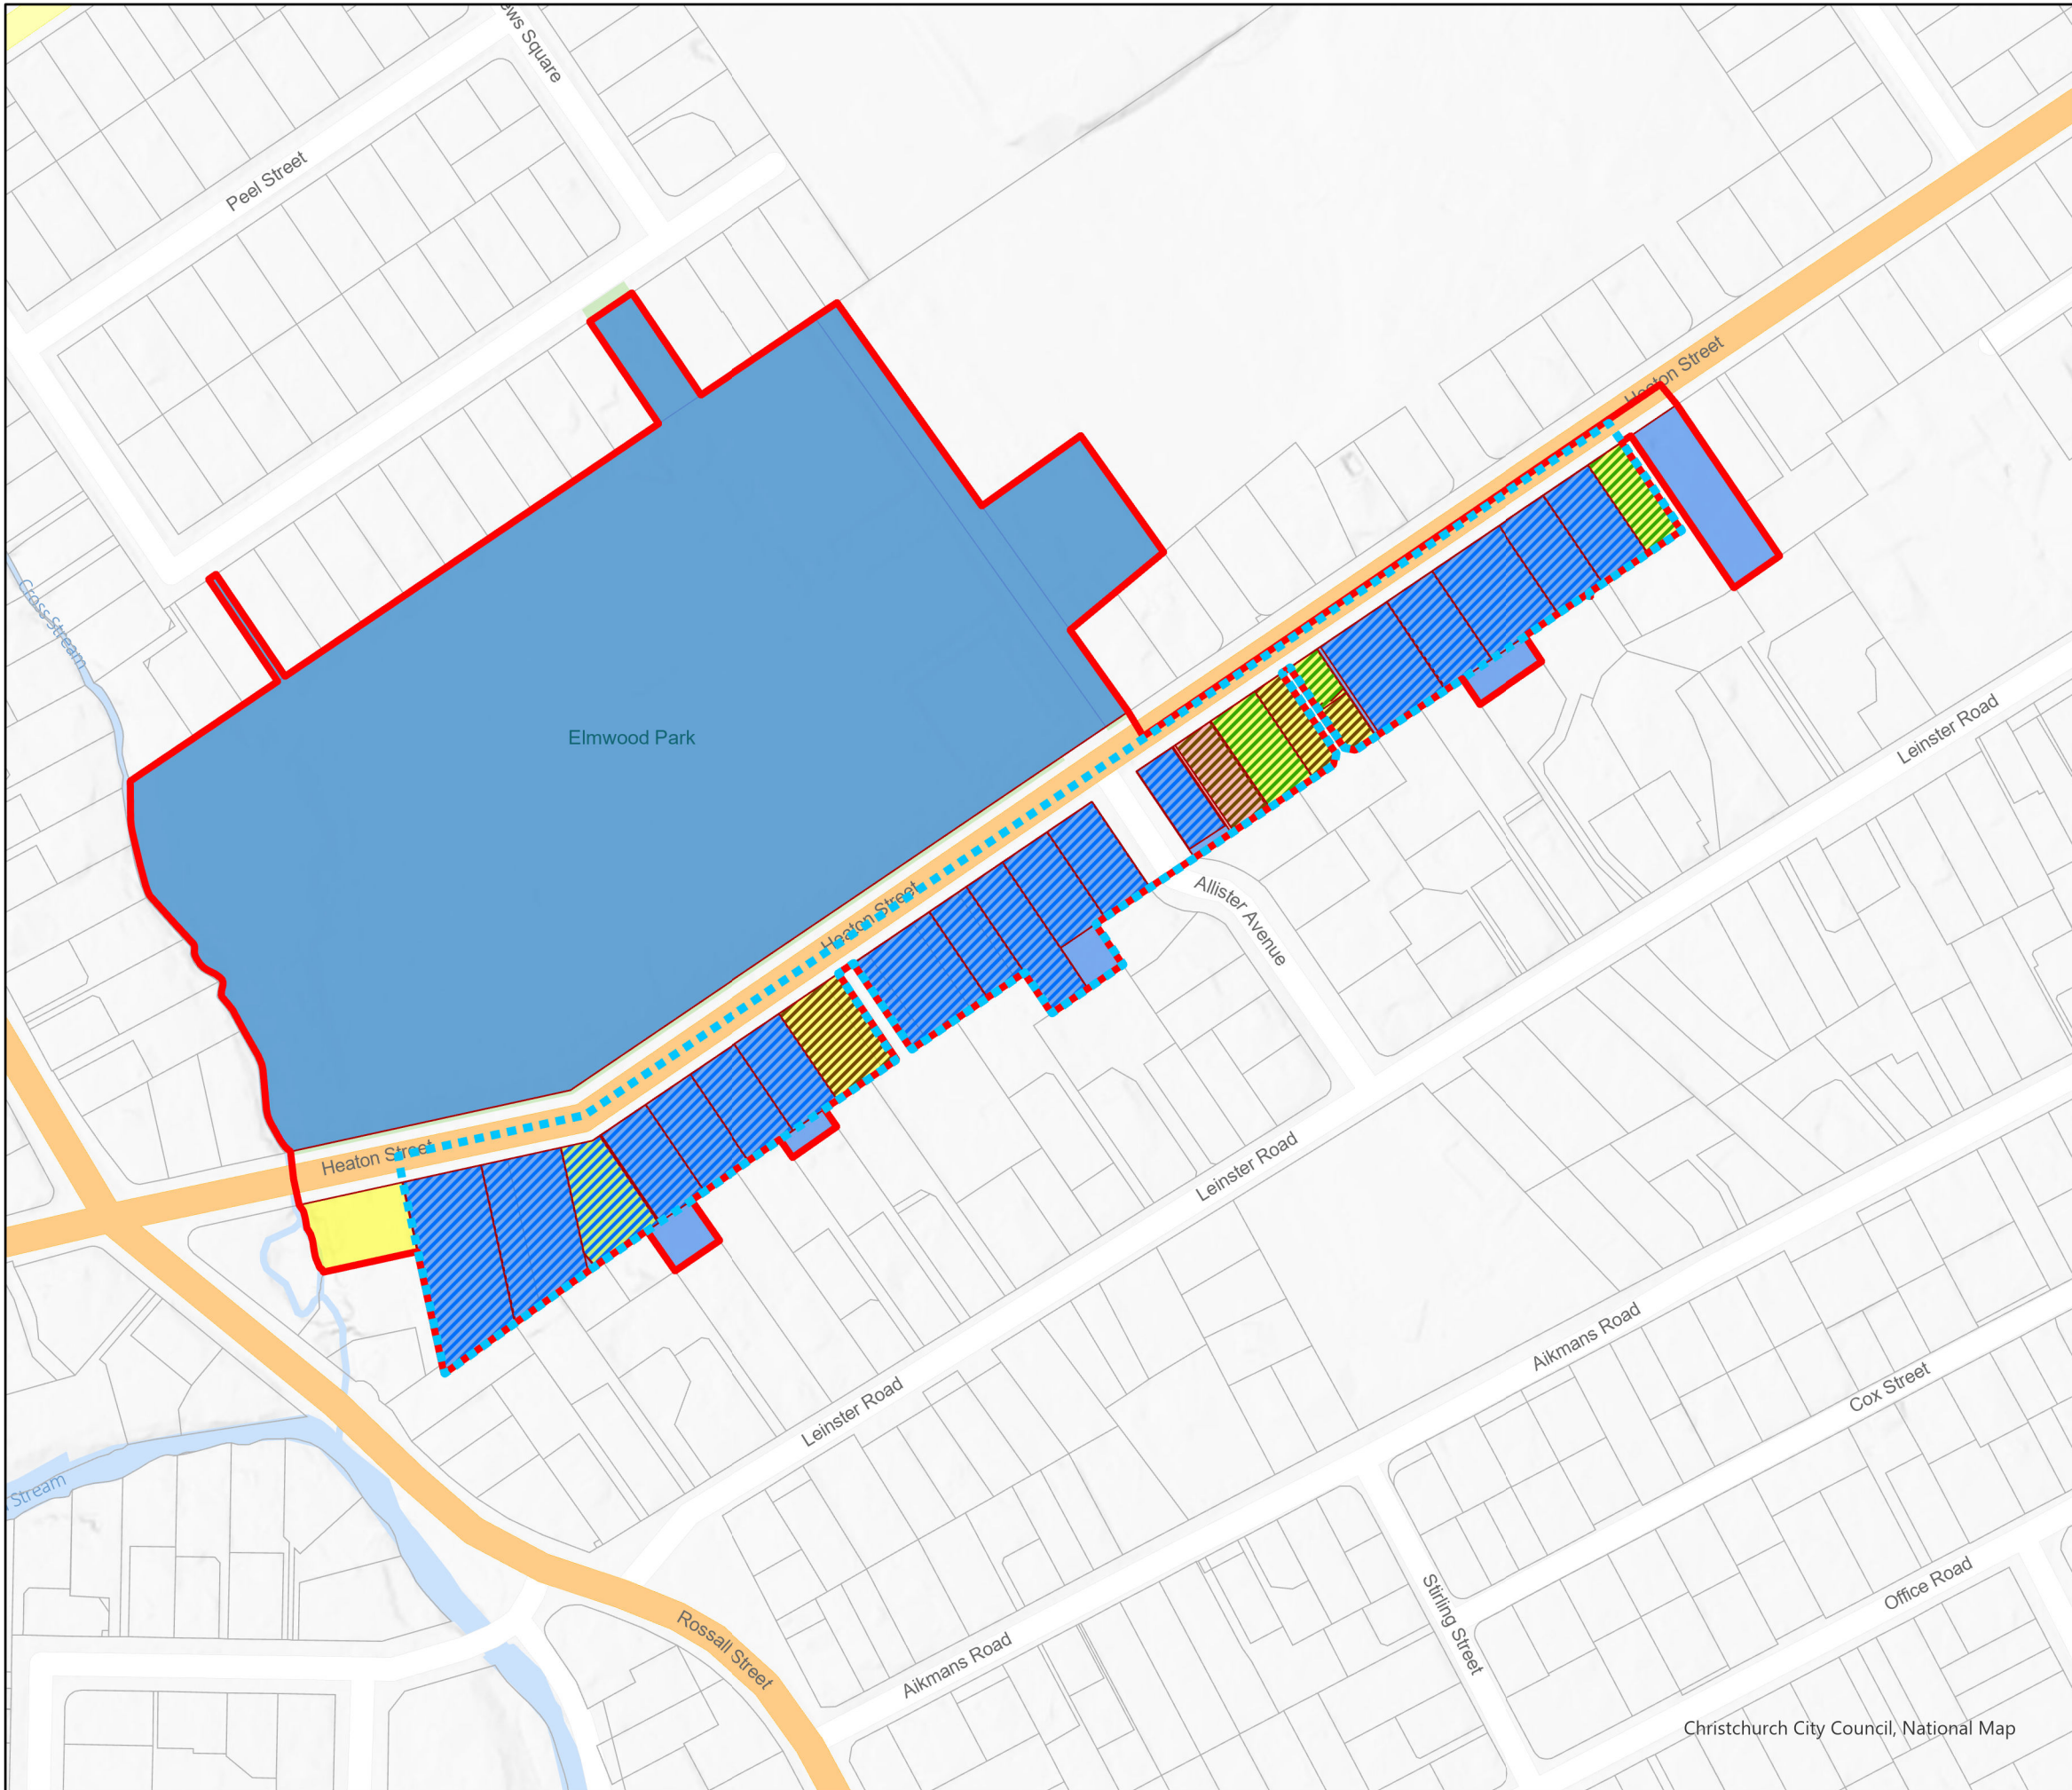 Peel Street
Heaton Street
Cross Stream
Elmwood Park
Leinster Road
Heaton Street
Allister Avenue
Heaton Street
Leinster Road
Aikmans Road
Leinster Road
Cox Street
Stream
Office Road
Stirling Street
Rossall Street
Aikmans Road
Christchurch City Council, National Map
Square